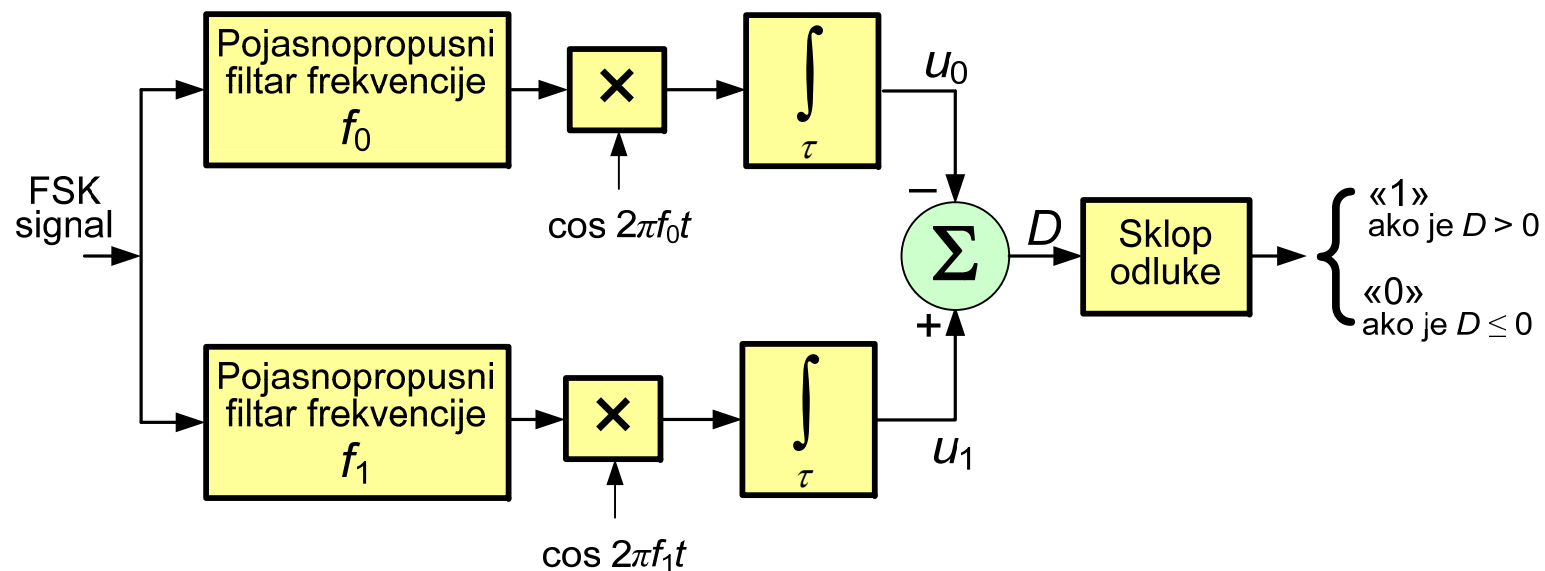 Pojasnopropusni
filtar frekvencije
f₀
×
∫
τ
cos 2πf₀t
u₀
FSK
signal
−
Σ
+
D
Sklop
odluke
«1»
ako je D > 0
«0»
ako je D ≤ 0
Pojasnopropusni
filtar frekvencije
f₁
×
∫
τ
cos 2πf₁t
u₁